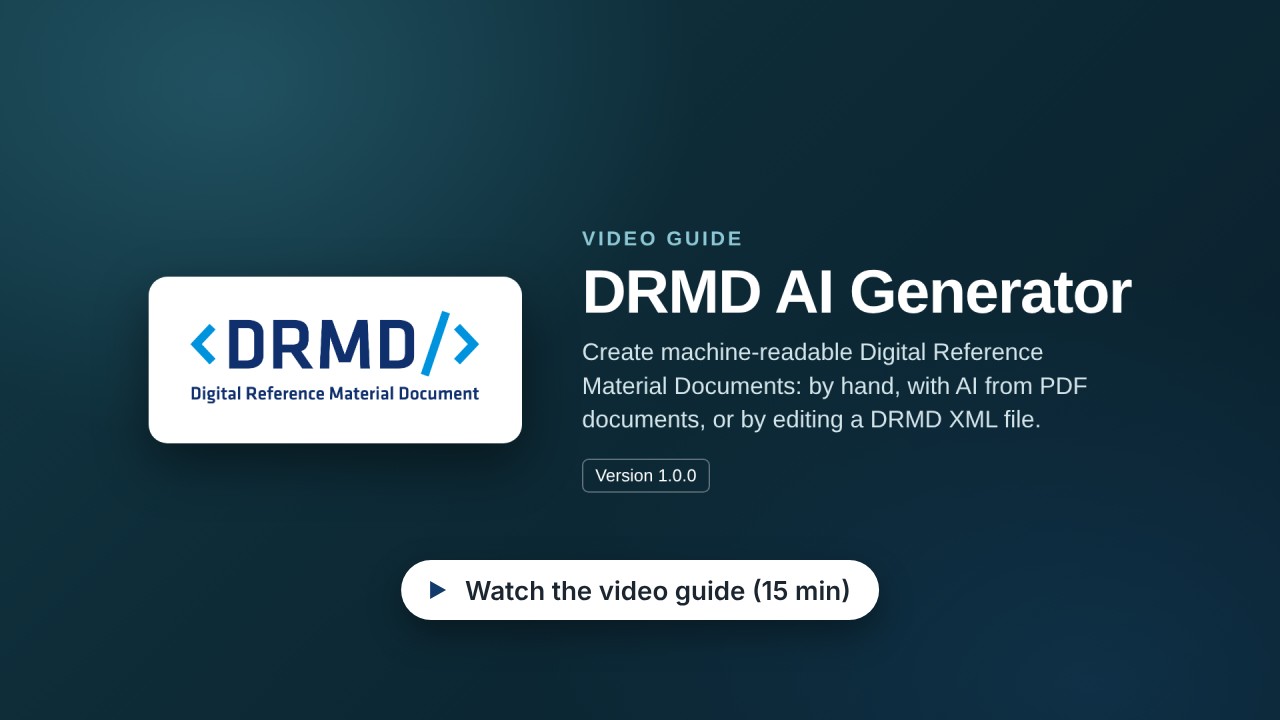 <DRMD/>
Digital Reference Material Document
VIDEO GUIDE
DRMD AI Generator
Create machine-readable Digital Reference
Material Documents: by hand, with AI from PDF
documents, or by editing a DRMD XML file.
Version 1.0.0
Watch the video guide (15 min)